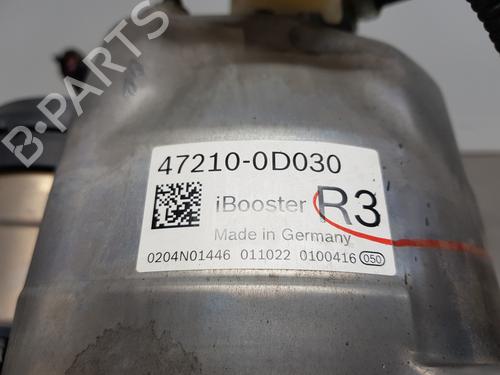 47210-0D030
iBooster R3
Made in Germany
0204N01446 011022 0100416 050
B-PARTS